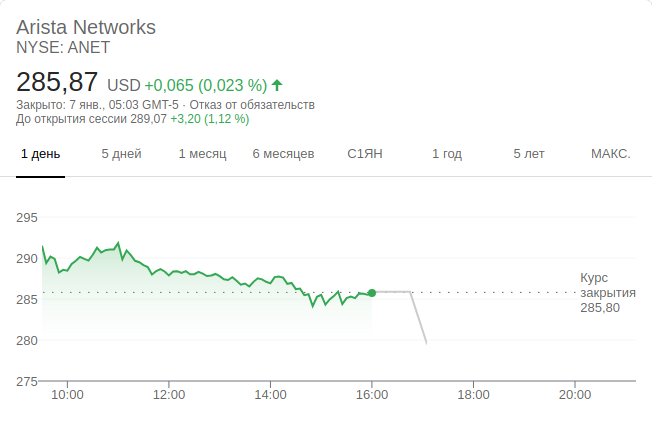 Arista Networks
NYSE: ANET
285,87 USD +0,065 (0,023 %)
Закрыто: 7 янв., 05:03 GMT-5 · Отказ от обязательств
До открытия сессии 289,07 +3,20 (1,12 %)
1 день 5 дней 1 месяц 6 месяцев С1ЯН 1 год 5 лет МАКС.
295
290
Курс
285 закрытия
285,80
280
275
10:00 12:00 14:00 16:00 18:00 20:00